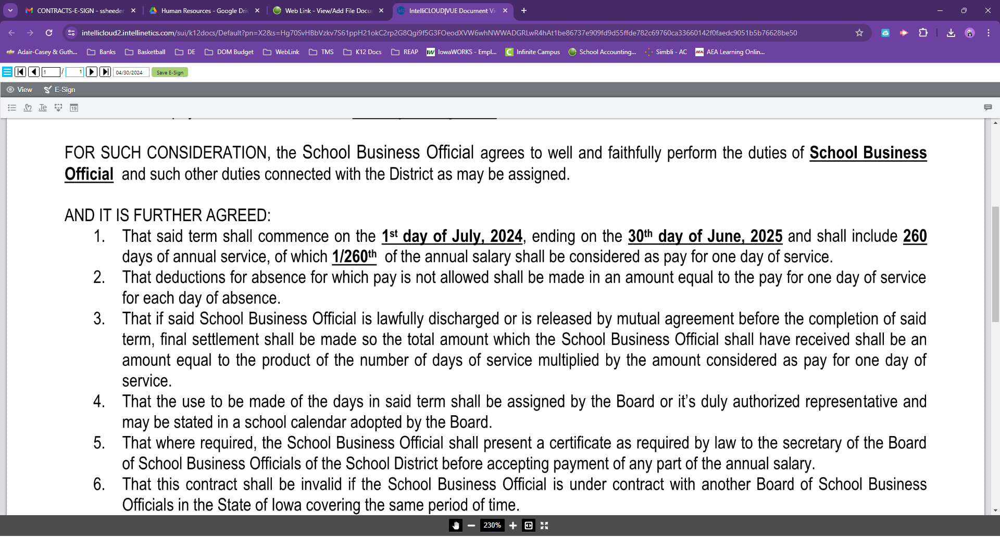 CONTRACTS-E-SIGN - ssheeder
Human Resources - Google Dri
Web Link - View/Add File Docu
IntelliCLOUD|VUE Document Vi
intellicloud2.intellinetics.com/sui/k12docs/Default?pn=X2&s=Hg70SvHBbVzkv7S61ppH21okC2rp2G8Qgi9f5G3FOeodXVW6whNWWADGRLwR4hAt1be86737e909fd9d55ffde782c69760ca33660142f0faedc9051b5b76628be50
Adair-Casey & Guth...
Banks
Basketball
DE
DOM Budget
WebLink
TMS
K12 Docs
REAP
IowaWORKS - Empl...
Infinite Campus
School Accounting...
Simbli - AC
AEA Learning Onlin...
1 / 1 04/30/2024 Save E-Sign
View E-Sign
Te 19
FOR SUCH CONSIDERATION, the School Business Official agrees to well and faithfully perform the duties of School Business
Official and such other duties connected with the District as may be assigned.
AND IT IS FURTHER AGREED:
1. That said term shall commence on the 1st day of July, 2024, ending on the 30th day of June, 2025 and shall include 260
days of annual service, of which 1/260th of the annual salary shall be considered as pay for one day of service.
2. That deductions for absence for which pay is not allowed shall be made in an amount equal to the pay for one day of service
for each day of absence.
3. That if said School Business Official is lawfully discharged or is released by mutual agreement before the completion of said
term, final settlement shall be made so the total amount which the School Business Official shall have received shall be an
amount equal to the product of the number of days of service multiplied by the amount considered as pay for one day of
service.
4. That the use to be made of the days in said term shall be assigned by the Board or it’s duly authorized representative and
may be stated in a school calendar adopted by the Board.
5. That where required, the School Business Official shall present a certificate as required by law to the secretary of the Board
of School Business Officials of the School District before accepting payment of any part of the annual salary.
6. That this contract shall be invalid if the School Business Official is under contract with another Board of School Business
Officials in the State of Iowa covering the same period of time.
230%